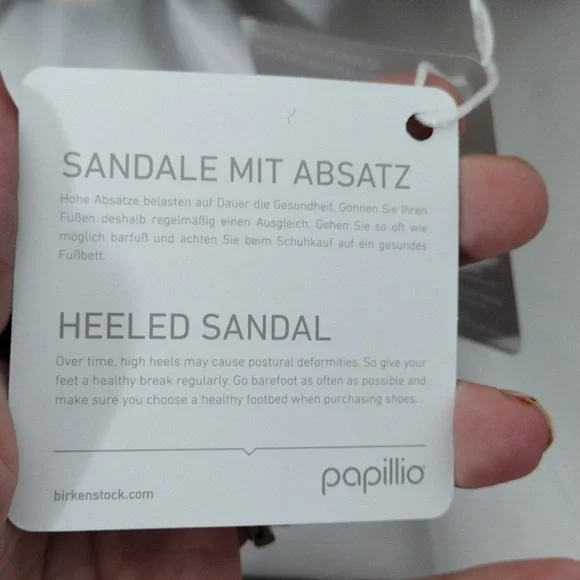 SANDALE MIT ABSATZ
Hohe Absätze belasten auf Dauer die Gesundheit. Gönnen Sie Ihren
Füßen deshalb regelmäßig einen Ausgleich. Gehen Sie so oft wie
möglich barfuß und achten Sie beim Schuhkauf auf ein gesundes
Fußbett.
HEELED SANDAL
Over time, high heels may cause postural deformities. So give your
feet a healthy break regularly. Go barefoot as often as possible and
make sure you choose a healthy footbed when purchasing shoes.
birkenstock.com
papillio